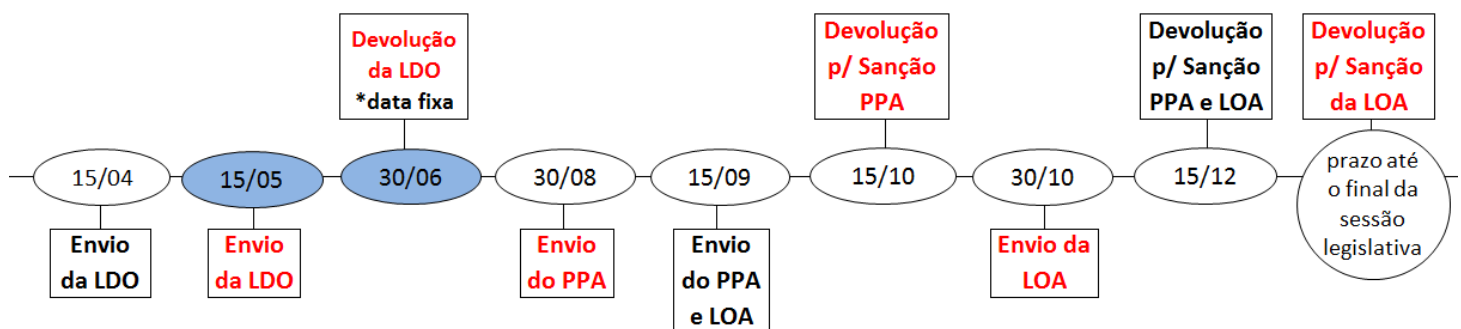 Devolução
da LDO
*data fixa
Devolução
p/ Sanção
PPA
Devolução
p/ Sanção
PPA e LOA
Devolução
p/ Sanção
da LOA
15/04
15/05
30/06
30/08
15/09
15/10
30/10
15/12
prazo até
o final da
sessão
legislativa
Envio
da LDO
Envio
da LDO
Envio
do PPA
Envio
do PPA
e LOA
Envio da
LOA